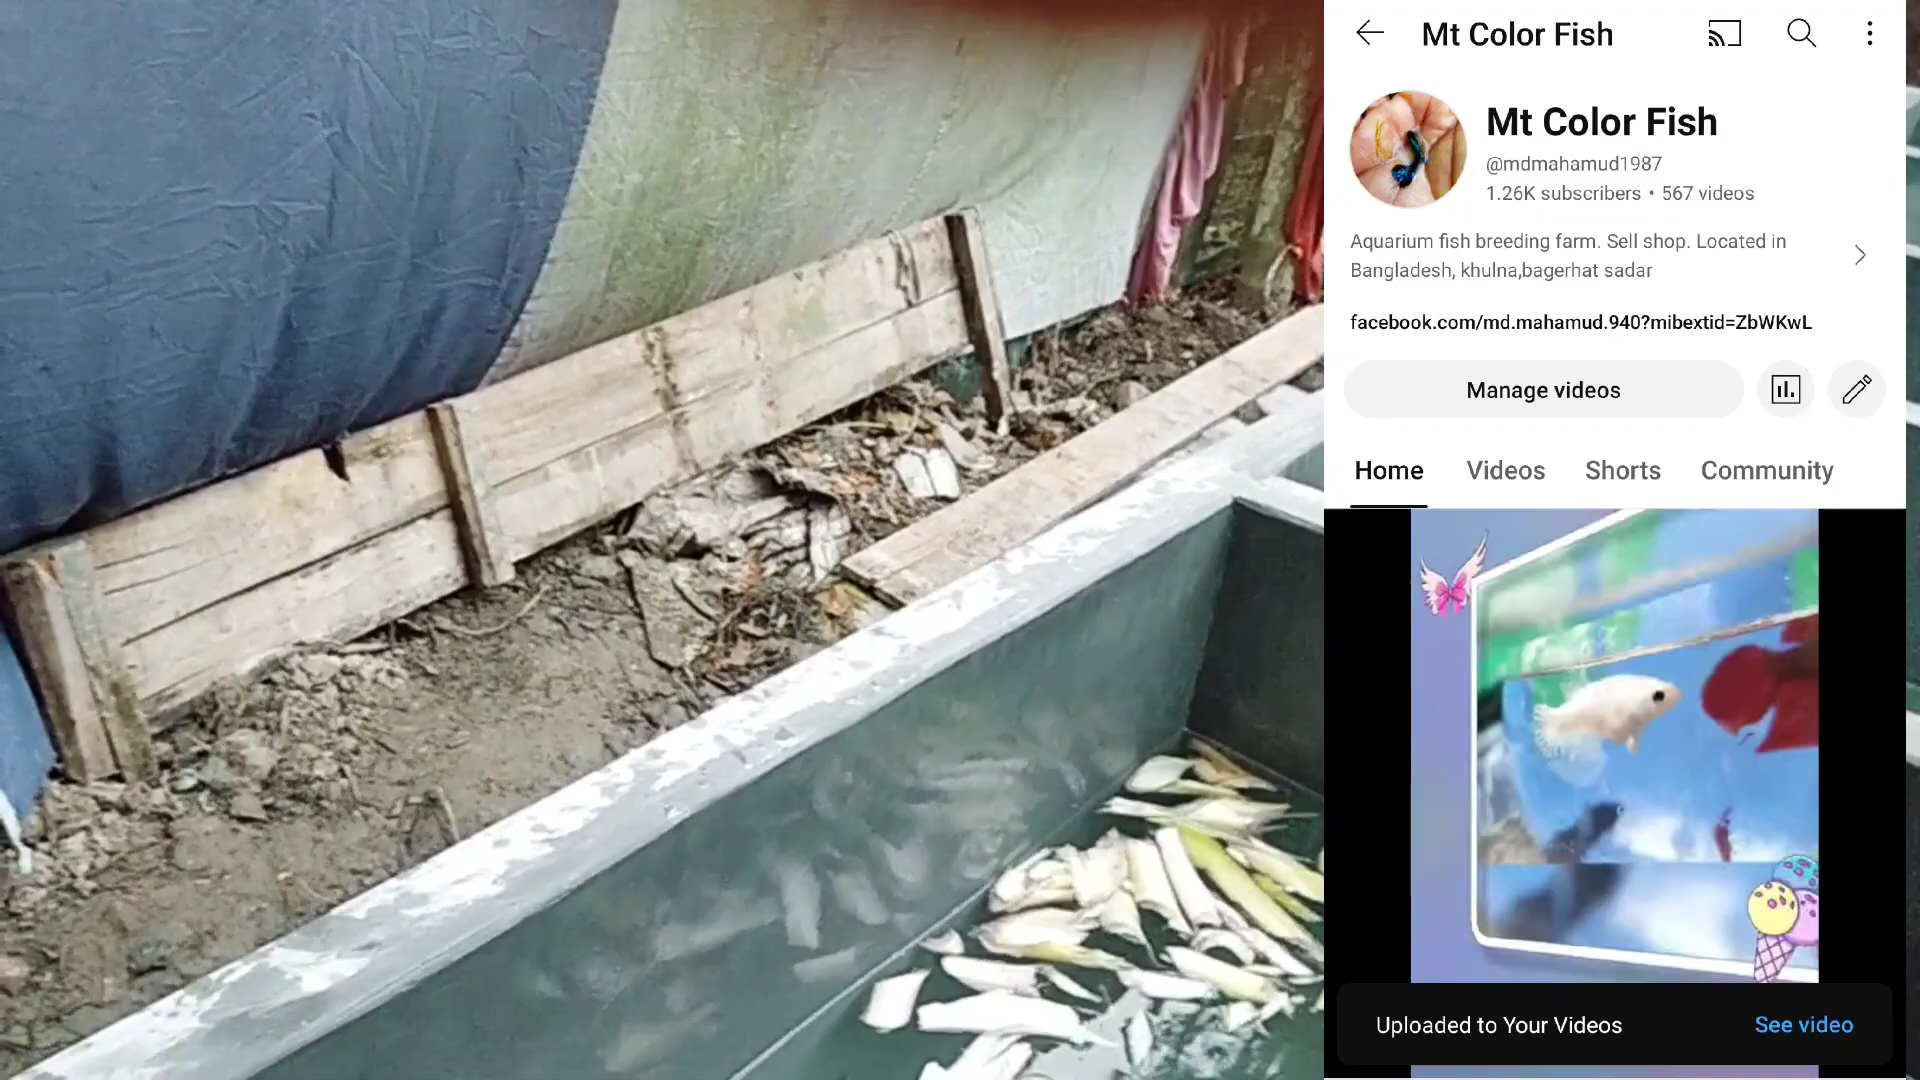 Mt Color Fish
Mt Color Fish
@mdmahamud1987
1.26K subscribers • 567 videos
Aquarium fish breeding farm. Sell shop. Located in
Bangladesh, khulna,bagerhat sadar
facebook.com/md.mahamud.940?mibextid=ZbWKwL
Manage videos
Home Videos Shorts Community
Uploaded to Your Videos See video